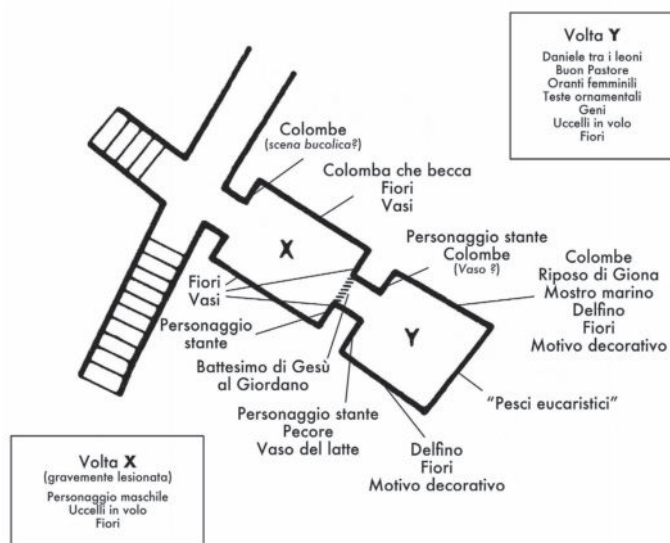 Volta Y
Daniele tra i leoni
Buon Pastore
Oranti femminili
Teste ornamentali
Geni
Uccelli in volo
Fiori
Colombe
(scena bucolica?)
Colomba che becca
Fiori
Vasi
Personaggio stante
Colombe
(Vaso ?)
Colombe
Riposo di Giona
Mostro marino
Delfino
Fiori
Motivo decorativo
X
Fiori
Vasi
Personaggio
stante
Y
Battesimo di Gesù
al Giordano
"Pesci eucaristici"
Personaggio stante
Pecore
Vaso del latte
Delfino
Fiori
Motivo decorativo
Volta X
(gravemente lesionata)
Personaggio maschile
Uccelli in volo
Fiori